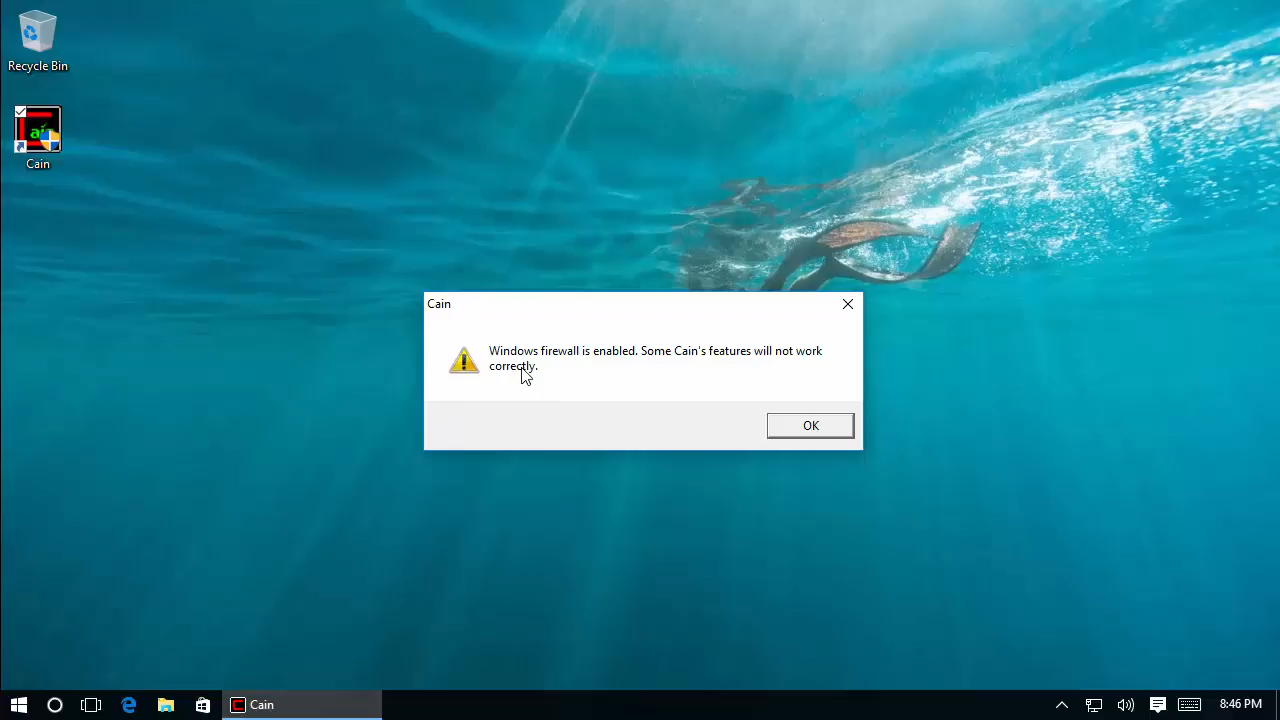 Recycle Bin
Cain
Cain
Windows firewall is enabled. Some Cain's features will not work
correctly.
OK
Cain
8:46 PM